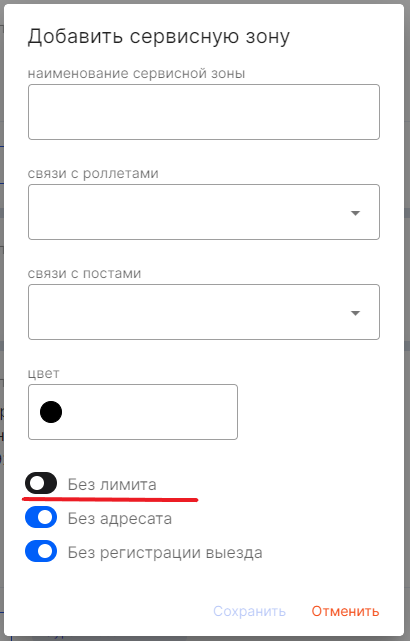 Добавить сервисную зону
наименование сервисной зоны
связи с роллетами
связи с постами
цвет
Без лимита
Без адресата
Без регистрации выезда
Сохранить Отменить